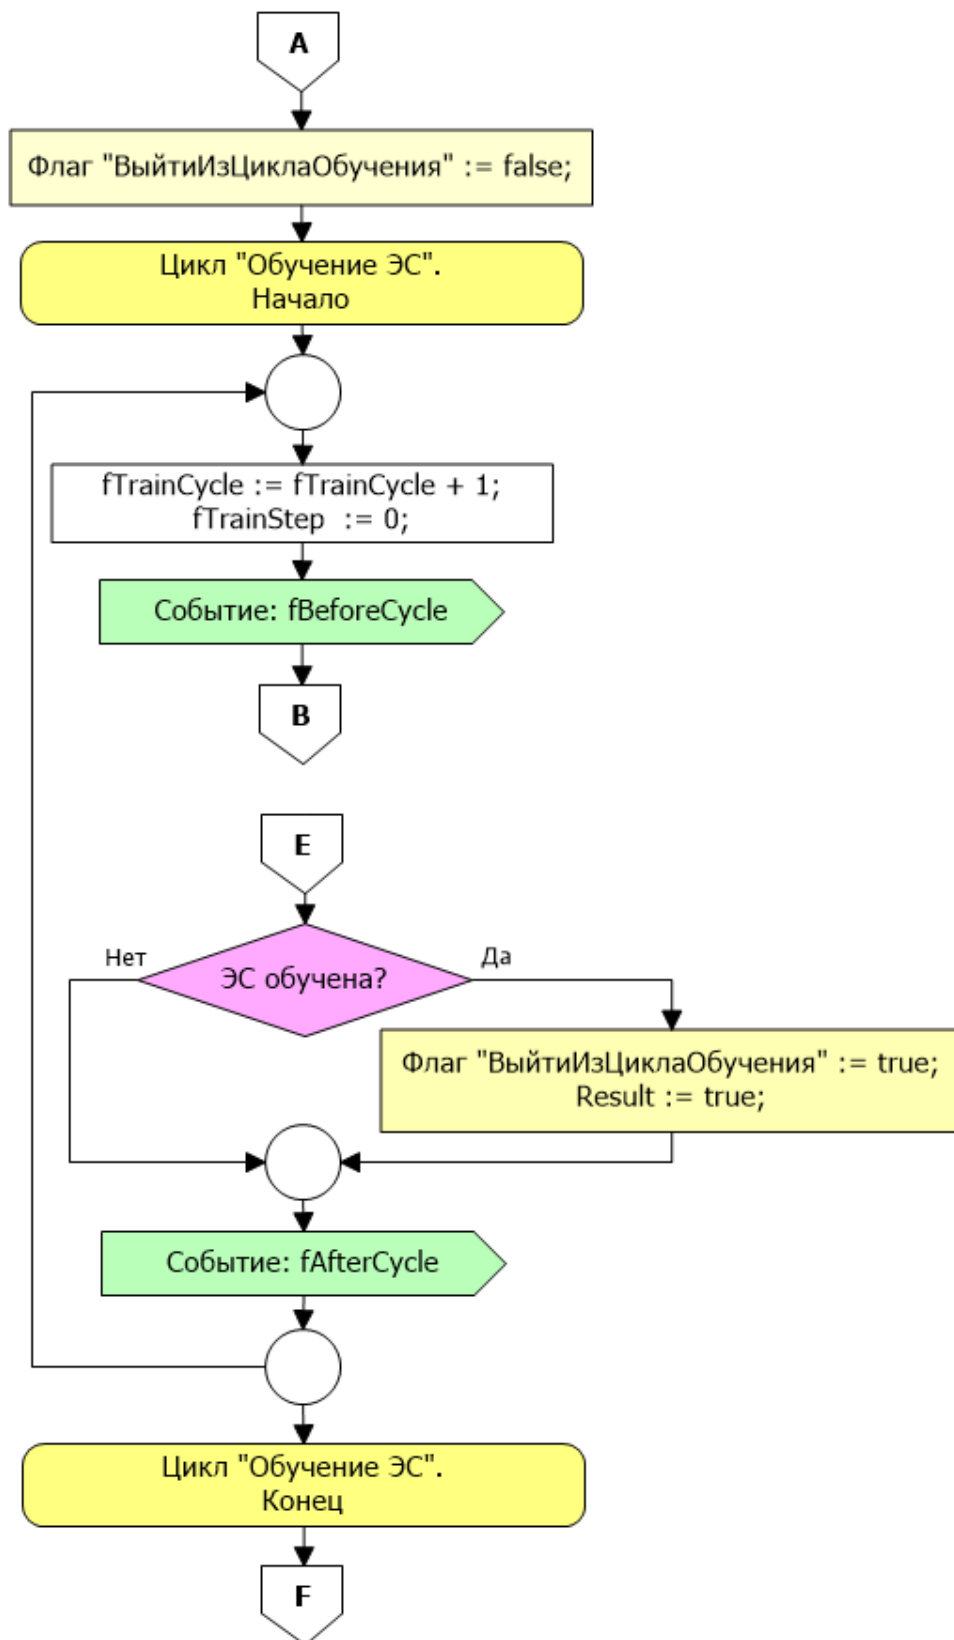 A
Флаг "ВыйтиИзЦиклаОбучения" := false;
Цикл "Обучение ЭС".
Начало
fTrainCycle := fTrainCycle + 1;
fTrainStep := 0;
Событие: fBeforeCycle
B
E
Нет
Да
ЭС обучена?
Флаг "ВыйтиИзЦиклаОбучения" := true;
Result := true;
Событие: fAfterCycle
Цикл "Обучение ЭС".
Конец
F